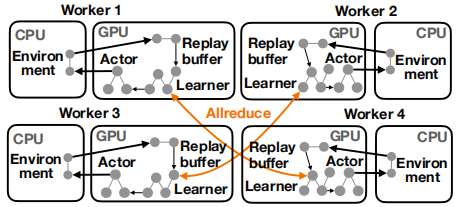 Worker 1
CPU
Environ
ment
GPU
Actor
Replay
buffer
Learner
Worker 2
GPU
Replay
buffer
Actor
Learner
CPU
Environ
ment
Allreduce
Worker 3
CPU
Environ
ment
GPU
Actor
Replay
buffer
Learner
Worker 4
GPU
Replay
buffer
Actor
Learner
CPU
Environ
ment